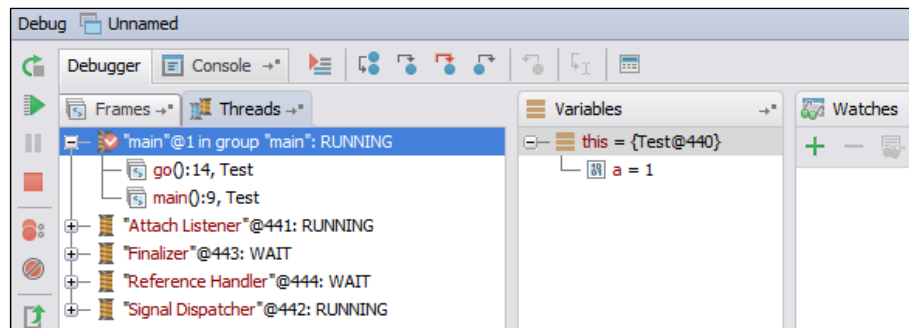 Debug Unnamed
Debugger Console
Frames Threads Variables Watches
"main"@1 in group "main": RUNNING
this = {Test@440}
go():14, Test
a = 1
main():9, Test
"Attach Listener"@441: RUNNING
"Finalizer"@443: WAIT
"Reference Handler"@444: WAIT
"Signal Dispatcher"@442: RUNNING